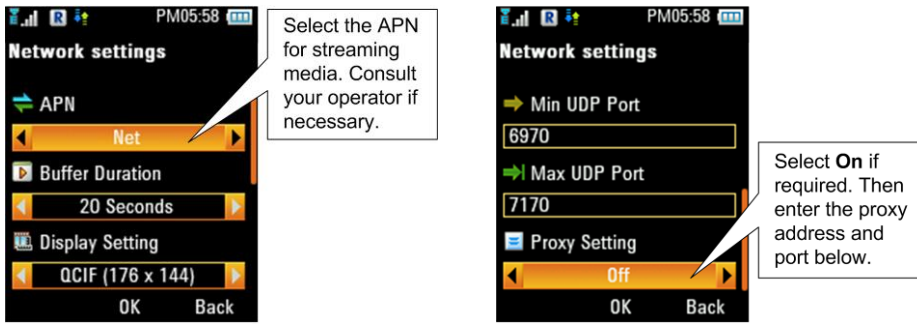 R PM05:58
Network settings
APN
Net
Buffer Duration
20 Seconds
Display Setting
QCIF (176 x 144)
OK Back
Select the APN
for streaming
media. Consult
your operator if
necessary.
R PM05:58
Network settings
Min UDP Port
6970
Max UDP Port
7170
Proxy Setting
Off
OK Back
Select On if
required. Then
enter the proxy
address and
port below.